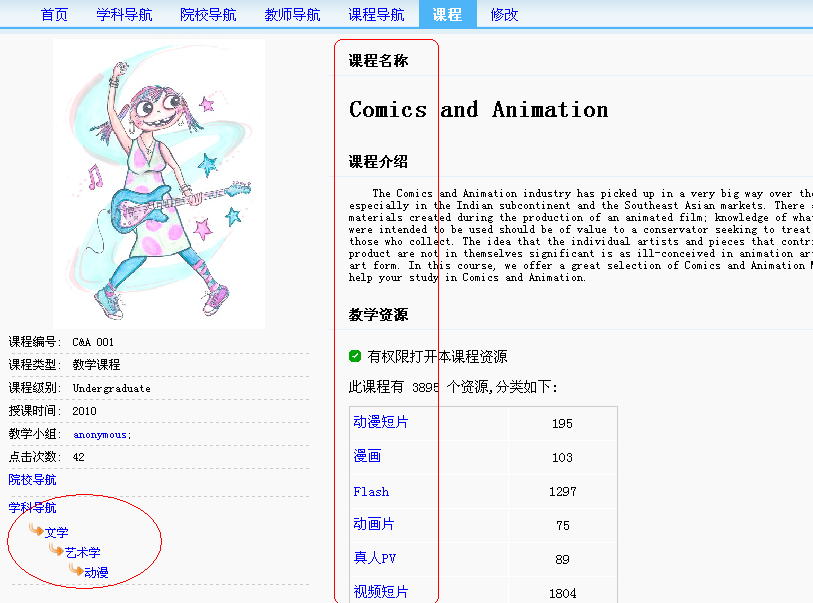 首页 学科导航 院校导航 教师导航 课程导航 课程 修改
课程编号: C&A 001
课程类型: 教学课程
课程级别: Undergraduate
授课时间: 2010
教学小组: anonymous;
点击次数: 42
院校导航
学科导航
文学
艺术学
动漫
课程名称
Comics and Animation
课程介绍
The Comics and Animation industry has picked up in a very big way over the
especially in the Indian subcontinent and the Southeast Asian markets. There
materials created during the production of an animated film; knowledge of what
were intended to be used should be of value to a conservator seeking to treat
those who collect. The idea that the individual artists and pieces that contri
product are not in themselves significant is as ill-conceived in animation art
art form. In this course, we offer a great selection of Comics and Animation
help your study in Comics and Animation.
教学资源
有权限打开本课程资源
此课程有 3895 个资源,分类如下:
动漫短片 195
漫画 103
Flash 1297
动画片 75
真人PV 89
视频短片 1804